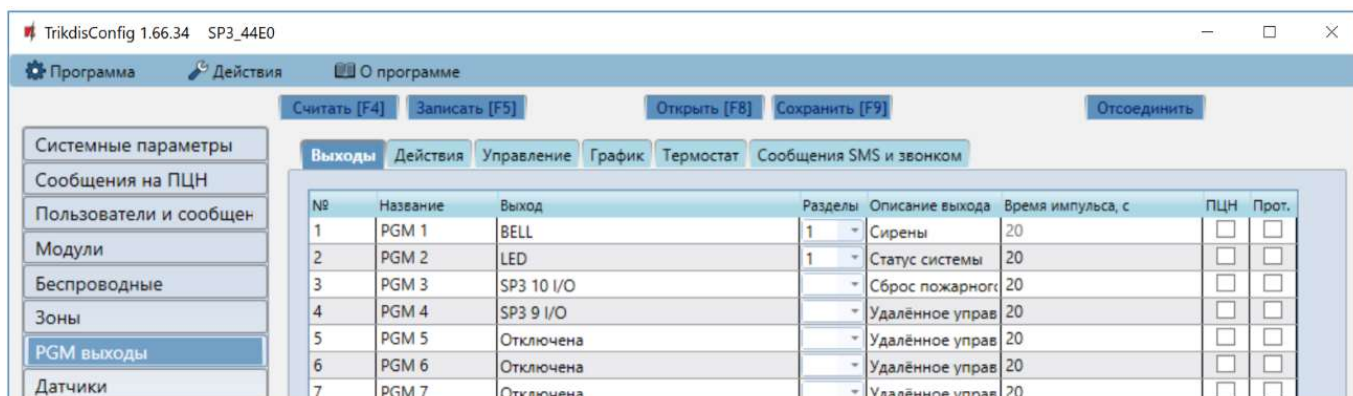 TrikdisConfig 1.66.34 SP3_44E0
Программа Действия О программе
Считать [F4] Записать [F5] Открыть [F8] Сохранить [F9] Отсоединить
Системные параметры
Сообщения на ПЦН
Пользователи и сообщен
Модули
Беспроводные
Зоны
PGM выходы
Датчики
Выходы Действия Управление График Термостат Сообщения SMS и звонком
№ Название Выход Разделы Описание выхода Время импульса, с ПЦН Прот.
1 PGM 1 BELL 1 Сирены 20
2 PGM 2 LED 1 Статус системы 20
3 PGM 3 SP3 10 I/O Сброс пожарного 20
4 PGM 4 SP3 9 I/O Удалённое управ 20
5 PGM 5 Отключена Удалённое управ 20
6 PGM 6 Отключена Удалённое управ 20
7 PGM 7 Отключена Удалённое управ 20